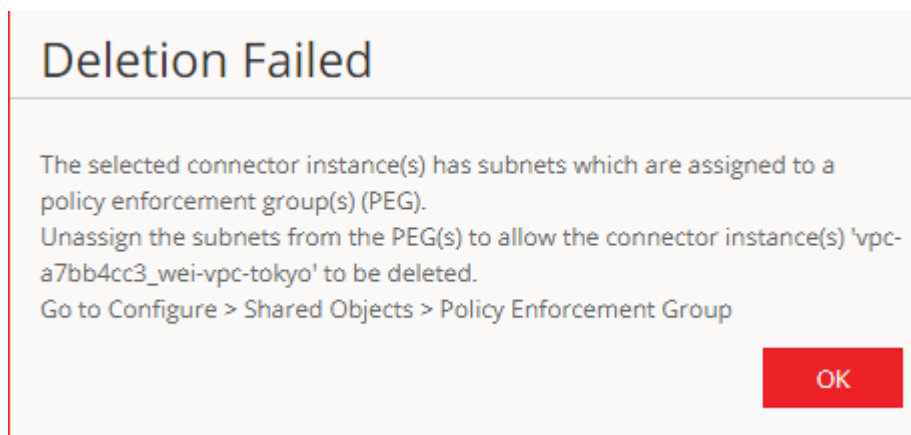 Deletion Failed
The selected connector instance(s) has subnets which are assigned to a
policy enforcement group(s) (PEG).
Unassign the subnets from the PEG(s) to allow the connector instance(s) 'vpc-
a7bb4cc3_wei-vpc-tokyo' to be deleted.
Go to Configure > Shared Objects > Policy Enforcement Group
OK